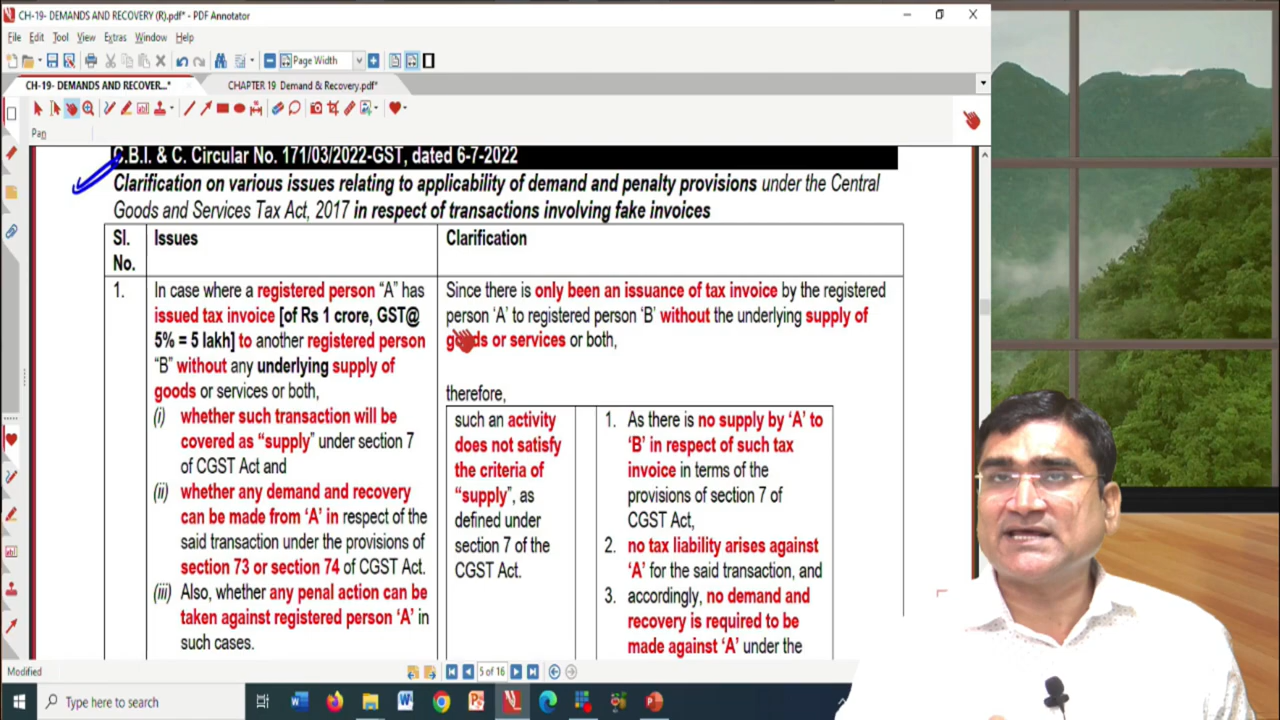 CH-19- DEMANDS AND RECOVERY (R).pdf* - PDF Annotator
File Edit Tool View Extras Window Help
Page Width
CH-19- DEMANDS AND RECOVER...*
CHAPTER 19 Demand & Recovery.pdf*
Pan
C.B.I. & C. Circular No. 171/03/2022-GST, dated 6-7-2022
Clarification on various issues relating to applicability of demand and penalty provisions under the Central
Goods and Services Tax Act, 2017 in respect of transactions involving fake invoices
Sl.
No.
Issues
Clarification
1.
In case where a registered person “A” has
issued tax invoice [of Rs 1 crore, GST@
5% = 5 lakh] to another registered person
“B” without any underlying supply of
goods or services or both,
(i) whether such transaction will be
covered as “supply” under section 7
of CGST Act and
(ii) whether any demand and recovery
can be made from ‘A’ in respect of the
said transaction under the provisions of
section 73 or section 74 of CGST Act.
(iii) Also, whether any penal action can be
taken against registered person ‘A’ in
such cases.
Since there is only been an issuance of tax invoice by the registered
person ‘A’ to registered person ‘B’ without the underlying supply of
goods or services or both,
therefore,
such an activity
does not satisfy
the criteria of
“supply”, as
defined under
section 7 of the
CGST Act.
1. As there is no supply by ‘A’ to
‘B’ in respect of such tax
invoice in terms of the
provisions of section 7 of
CGST Act,
2. no tax liability arises against
‘A’ for the said transaction, and
3. accordingly, no demand and
recovery is required to be
made against ‘A’ under the
Modified
5 of 16
Type here to search